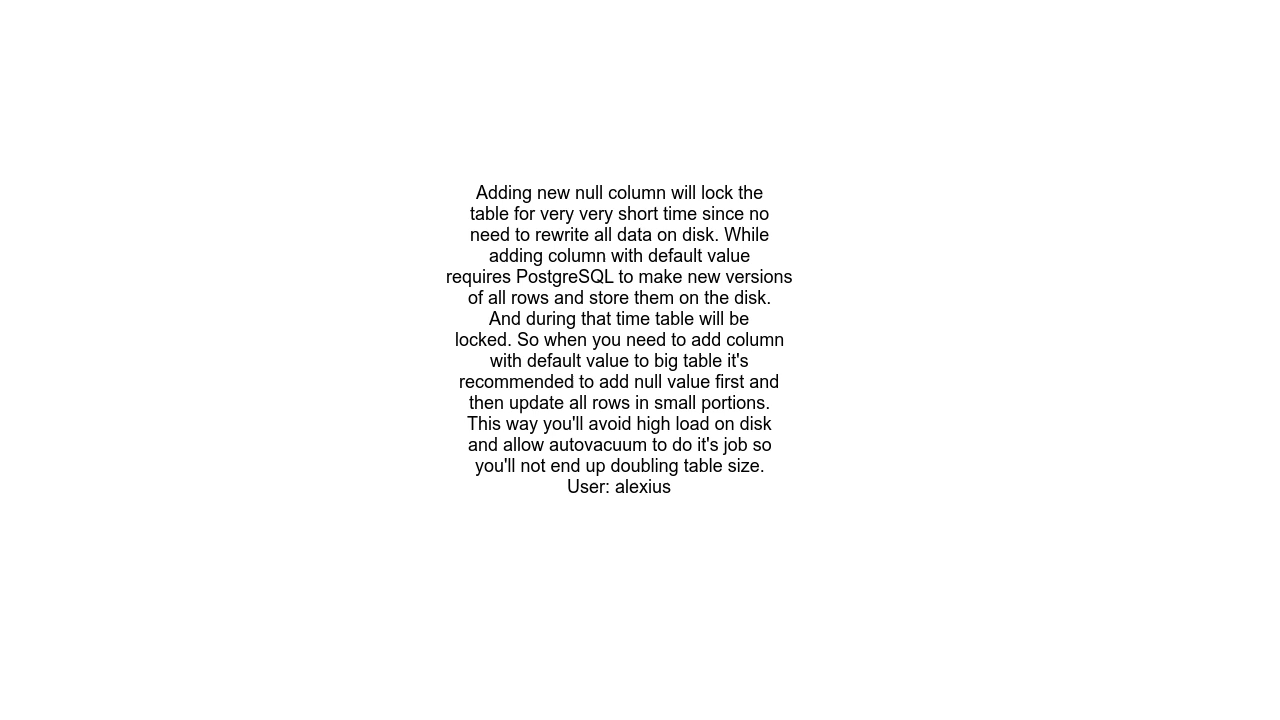 Adding new null column will lock the
table for very very short time since no
need to rewrite all data on disk. While
adding column with default value
requires PostgreSQL to make new versions
of all rows and store them on the disk.
And during that time table will be
locked. So when you need to add column
with default value to big table it's
recommended to add null value first and
then update all rows in small portions.
This way you'll avoid high load on disk
and allow autovacuum to do it's job so
you'll not end up doubling table size.
User: alexius